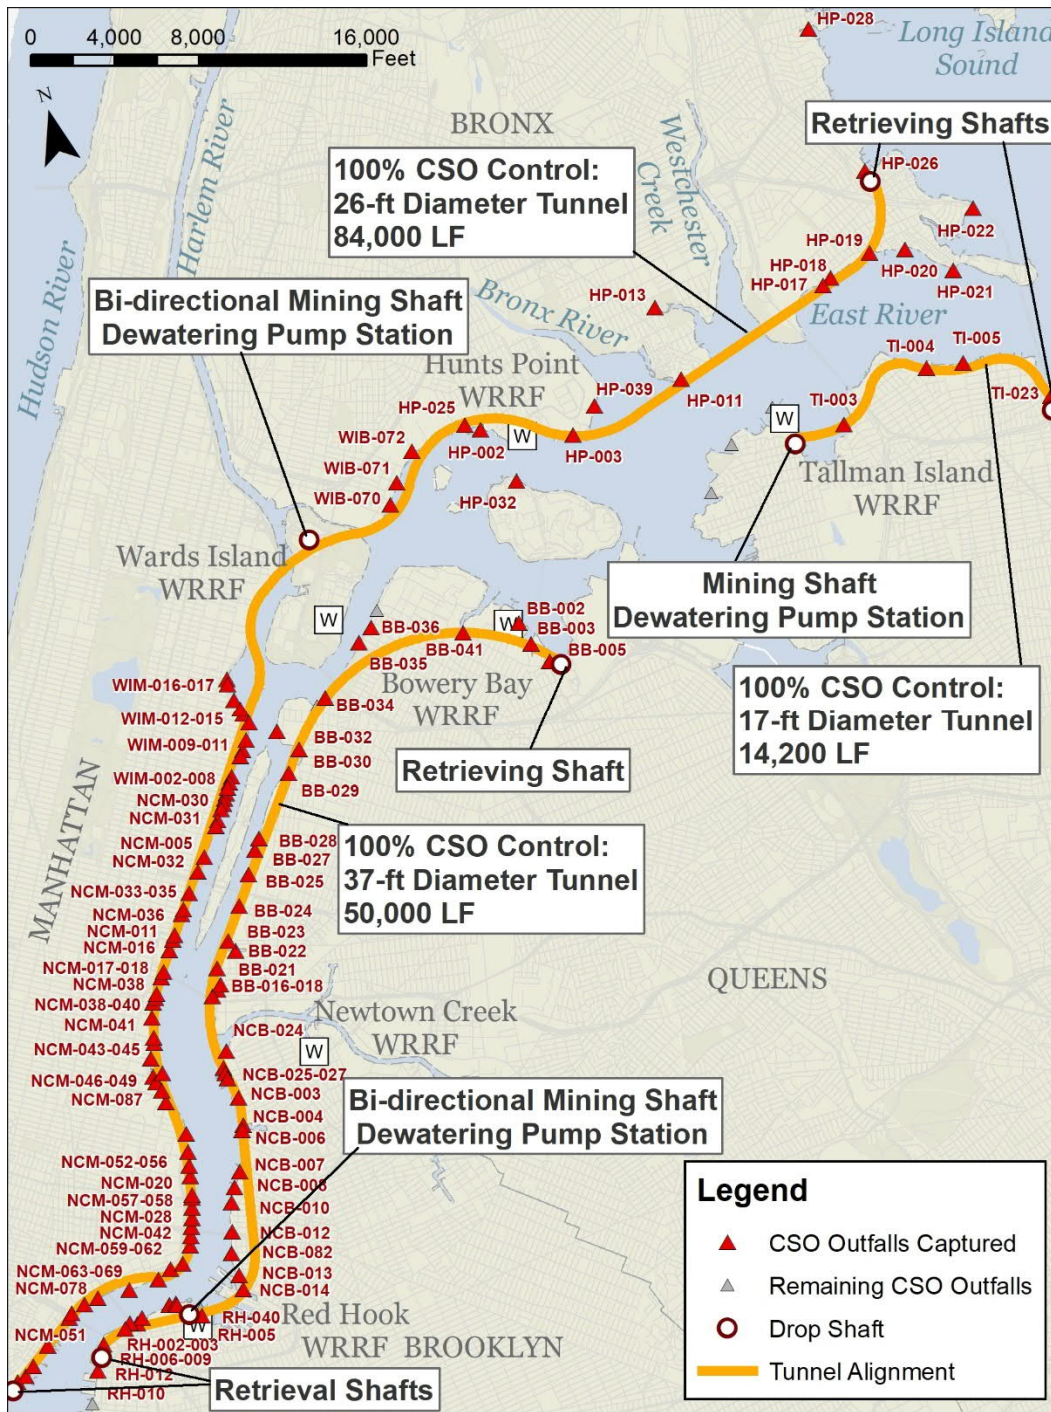 HP-028
0 4,000 8,000 16,000
Feet
Long Island
Sound
N
Harlem River
BRONX
Westchester
Creek
Retrieving Shafts
100% CSO Control:
26-ft Diameter Tunnel
84,000 LF
HP-026
HP-022
HP-019
HP-020
HP-018
HP-021
HP-017
Hudson River
Bi-directional Mining Shaft
Dewatering Pump Station
Bronx River
HP-013
East River
Hunts Point
WRRF
TI-005
TI-004
HP-039
HP-011
TI-023
HP-025
TI-003
W
WIB-072
HP-002
W
HP-003
WIB-071
Tallman Island
WRRF
WIB-070
HP-032
Wards Island
WRRF
Mining Shaft
Dewatering Pump Station
W
BB-002
W
BB-036
BB-003
BB-041
BB-005
BB-035
Bowery Bay
WRRF
WIM-016-017
BB-034
100% CSO Control:
17-ft Diameter Tunnel
14,200 LF
WIM-012-015
BB-032
WIM-009-011
BB-030
Retrieving Shaft
WIM-002-008
BB-029
NCM-030
NCM-031
MANHATTAN
NCM-005
BB-028
100% CSO Control:
37-ft Diameter Tunnel
50,000 LF
NCM-032
BB-027
BB-025
NCM-033-035
NCM-036
BB-024
NCM-011
BB-023
NCM-016
BB-022
NCM-017-018
BB-021
QUEENS
NCM-038
BB-016-018
NCM-038-040
Newtown Creek
WRRF
NCM-041
NCB-024
NCM-043-045
W
NCM-046-049
NCB-025-027
NCM-087
NCB-003
Bi-directional Mining Shaft
Dewatering Pump Station
NCB-004
NCB-006
NCM-052-056
NCB-007
NCM-020
NCB-008
NCM-057-058
NCB-010
NCM-028
NCM-042
NCB-012
NCM-059-062
NCB-082
NCM-063-069
NCB-013
NCM-078
NCB-014
Red Hook
WRRF
BROOKLYN
RH-040
W
RH-005
NCM-051
RH-002-003
RH-006-009
RH-012
RH-010
Retrieval Shafts
Legend
CSO Outfalls Captured
Remaining CSO Outfalls
Drop Shaft
Tunnel Alignment